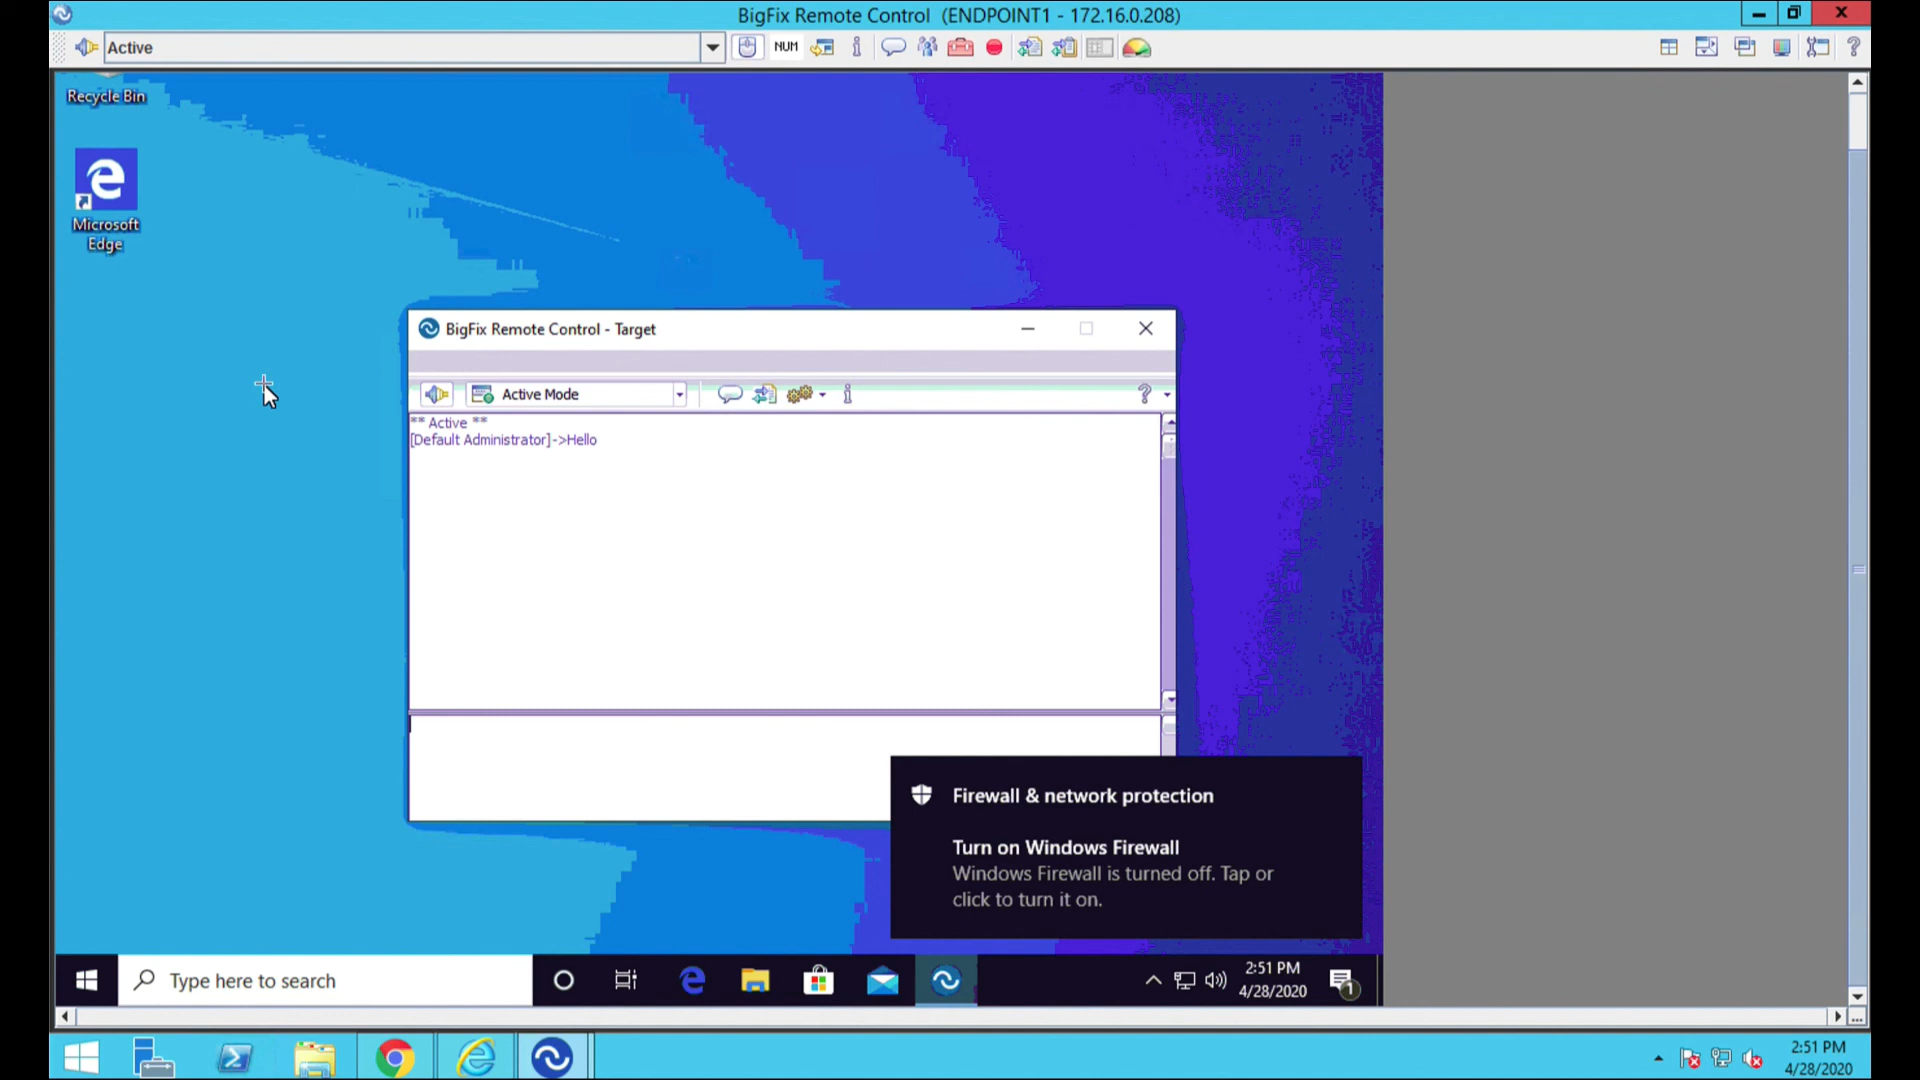 BigFix Remote Control (ENDPOINT1 - 172.16.0.208)
Active
NUM
Recycle Bin
Microsoft
Edge
BigFix Remote Control - Target
Active Mode
** Active **
[Default Administrator]->Hello
Firewall & network protection
Turn on Windows Firewall
Windows Firewall is turned off. Tap or
click to turn it on.
Type here to search
2:51 PM
4/28/2020
1
2:51 PM
4/28/2020